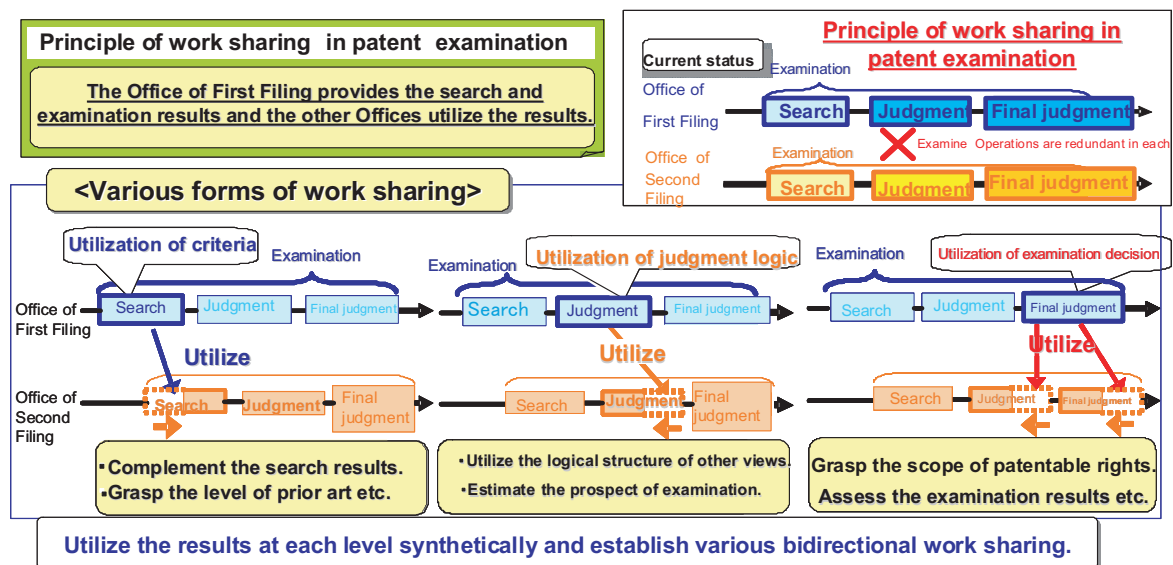 Principle of work sharing in patent examination
The Office of First Filing provides the search and
examination results and the other Offices utilize the results.
Principle of work sharing in
patent examination
Current status
Examination
Office of
First Filing
Search
Judgment
Final judgment
Examine Operations are redundant in each
Examination
Office of
Second
Filing
Search
Judgment
Final judgment
<Various forms of work sharing>
Utilization of criteria
Examination
Office of
First Filing
Search
Judgment
Final judgment
Utilize
Office of
Second
Filing
Search
Judgment
Final
judgment
・Complement the search results.
・Grasp the level of prior art etc.
Examination
Utilization of judgment logic
Search
Judgment
Final judgment
Utilize
Search
Judgment
Final
judgment
・Utilize the logical structure of other views.
・Estimate the prospect of examination.
Examination
Utilization of examination decision
Search
Judgment
Final judgment
Utilize
Search
Judgment
Final judgment
Grasp the scope of patentable rights.
Assess the examination results etc.
Utilize the results at each level synthetically and establish various bidirectional work sharing.